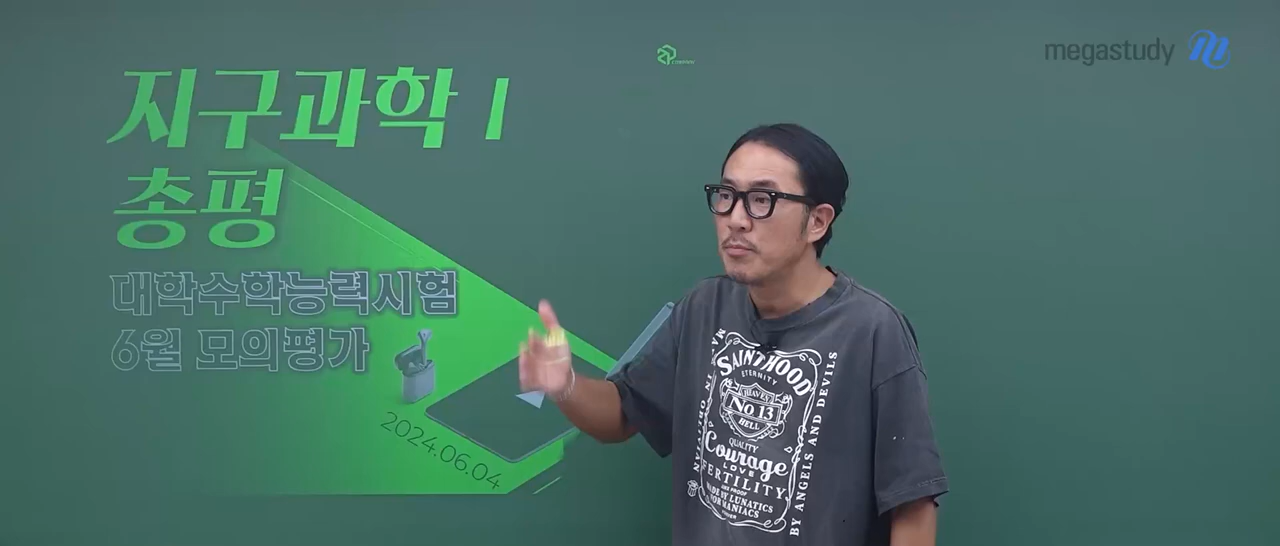 지구과학 I
총평
대학수학능력시험
6월 모의평가
2024.06.04
megastudy
SAINTHOOD
ETERNITY
HEAVEN
No 13
HELL
QUALITY
Courage
LOVE
FERTILITY
MADE BY LUNATICS
FOR MANIACS
BY ANGELS AND DEVILS